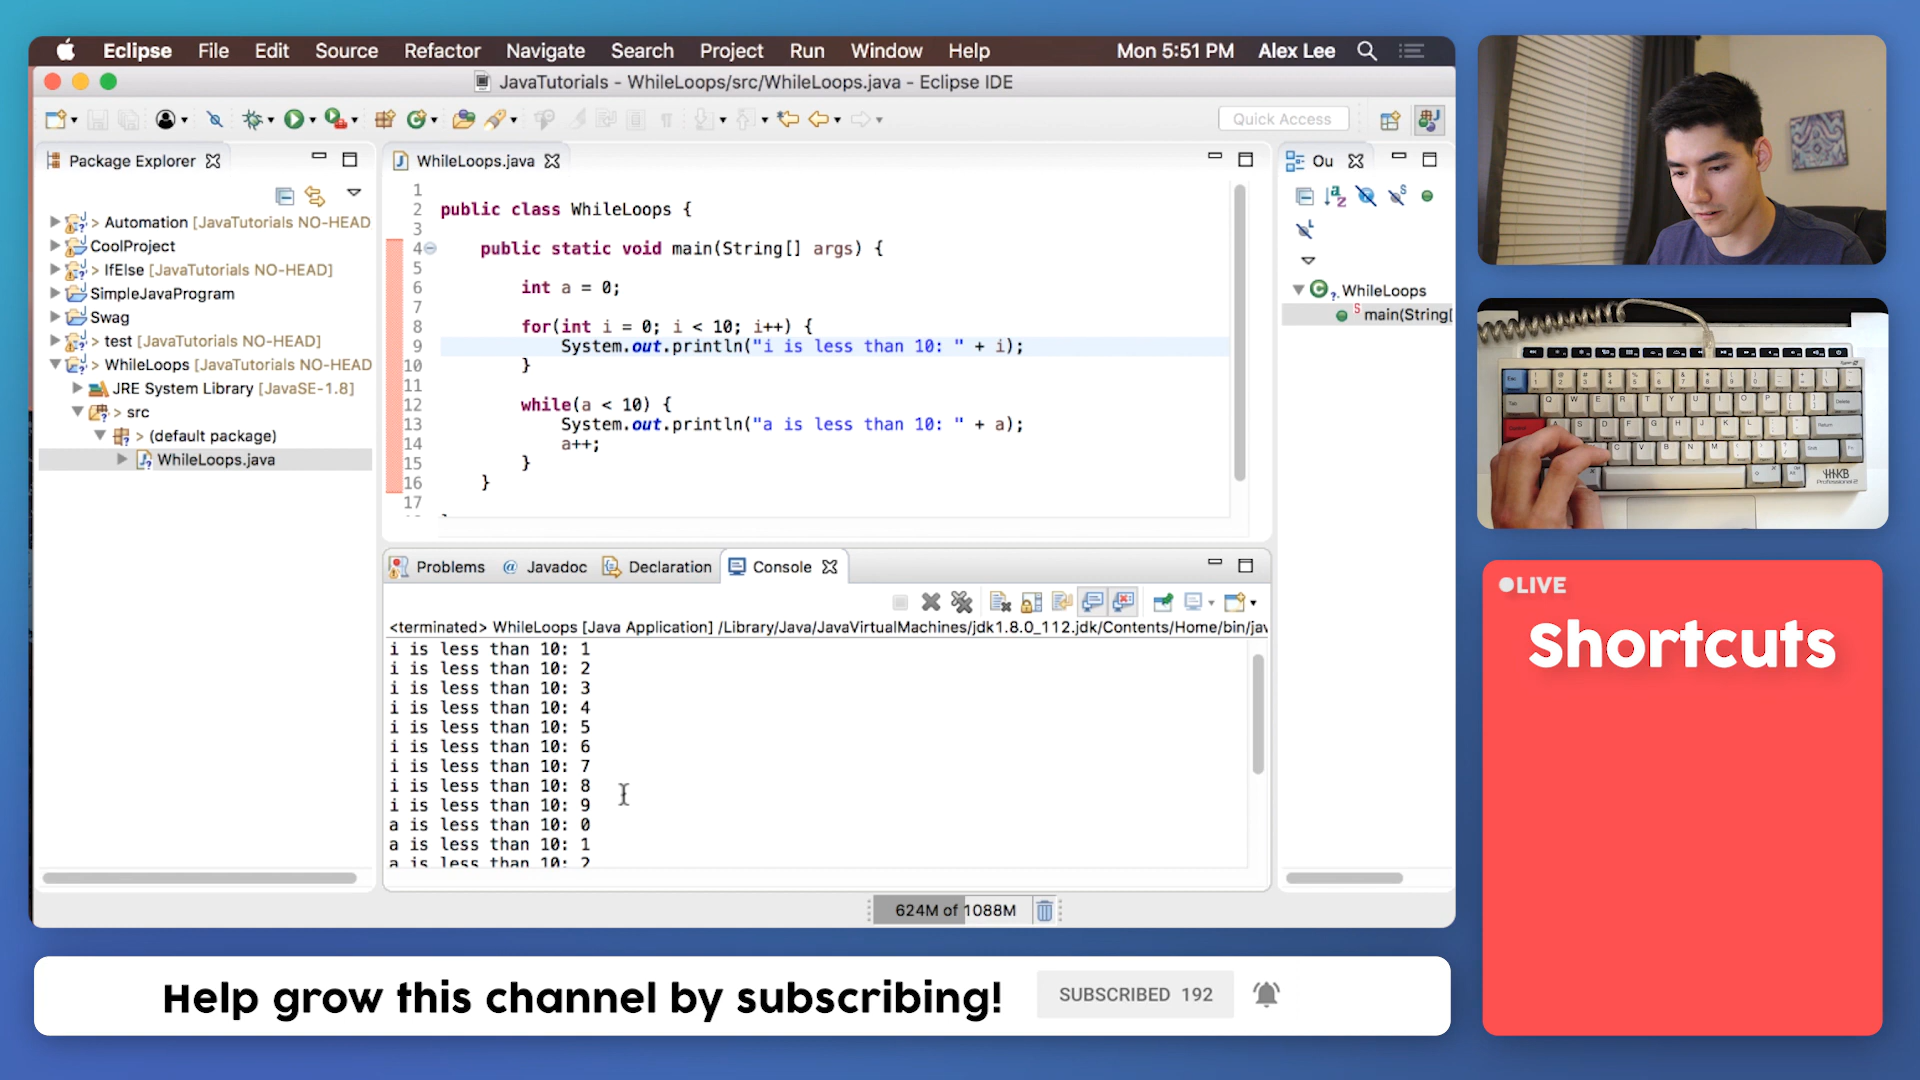 Eclipse File Edit Source Refactor Navigate Search Project Run Window Help Mon 5:51 PM Alex Lee
JavaTutorials - WhileLoops/src/WhileLoops.java - Eclipse IDE
Quick Access
Package Explorer
> Automation [JavaTutorials NO-HEAD
CoolProject
> IfElse [JavaTutorials NO-HEAD]
SimpleJavaProgram
Swag
> test [JavaTutorials NO-HEAD]
> WhileLoops [JavaTutorials NO-HEAD
JRE System Library [JavaSE-1.8]
> src
> (default package)
WhileLoops.java
WhileLoops.java
1
2 public class WhileLoops {
3
4 public static void main(String[] args) {
5
6 int a = 0;
7
8 for(int i = 0; i < 10; i++) {
9 System.out.println("i is less than 10: " + i);
10 }
11
12 while(a < 10) {
13 System.out.println("a is less than 10: " + a);
14 a++;
15 }
16 }
17
Ou
WhileLoops
main(String[
Problems @ Javadoc Declaration Console
<terminated> WhileLoops [Java Application] /Library/Java/JavaVirtualMachines/jdk1.8.0_112.jdk/Contents/Home/bin/jav
i is less than 10: 1
i is less than 10: 2
i is less than 10: 3
i is less than 10: 4
i is less than 10: 5
i is less than 10: 6
i is less than 10: 7
i is less than 10: 8
i is less than 10: 9
a is less than 10: 0
a is less than 10: 1
a is less than 10: 2
624M of 1088M
HHKB
Professional2
LIVE
Shortcuts
Help grow this channel by subscribing!
SUBSCRIBED 192